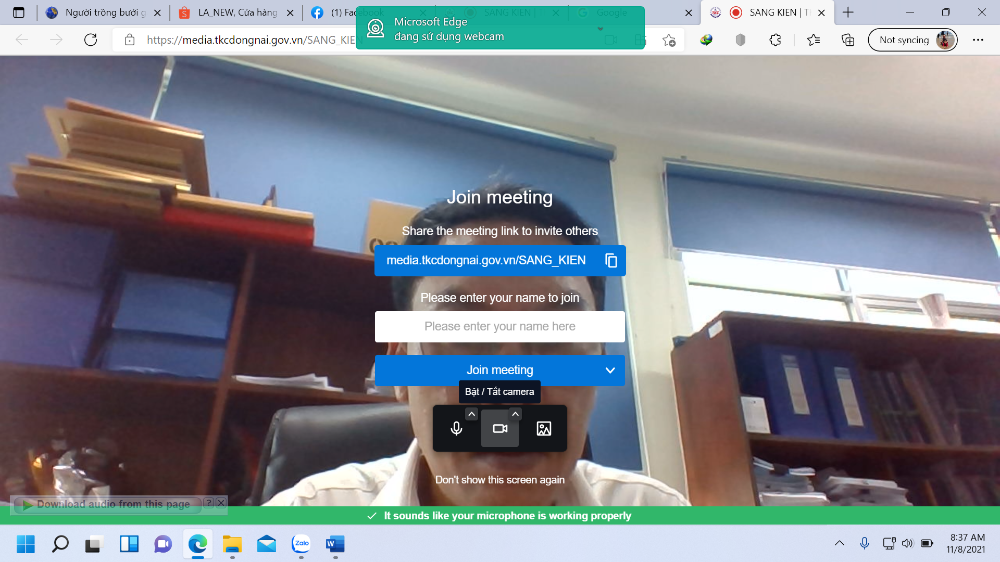 Người trồng bưởi g
LA_NEW, Cửa hàng
(1) Facebook
SANG KIEN | T
Google
SANG KIEN | Th
Microsoft Edge
đang sử dụng webcam
https://media.tkcdongnai.gov.vn/SANG_KIEN
Not syncing
Join meeting
Share the meeting link to invite others
media.tkcdongnai.gov.vn/SANG_KIEN
Please enter your name to join
Please enter your name here
Join meeting
Bật / Tắt camera
Don't show this screen again
Download audio from this page
?
It sounds like your microphone is working properly
Zalo
W
8:37 AM
11/8/2021